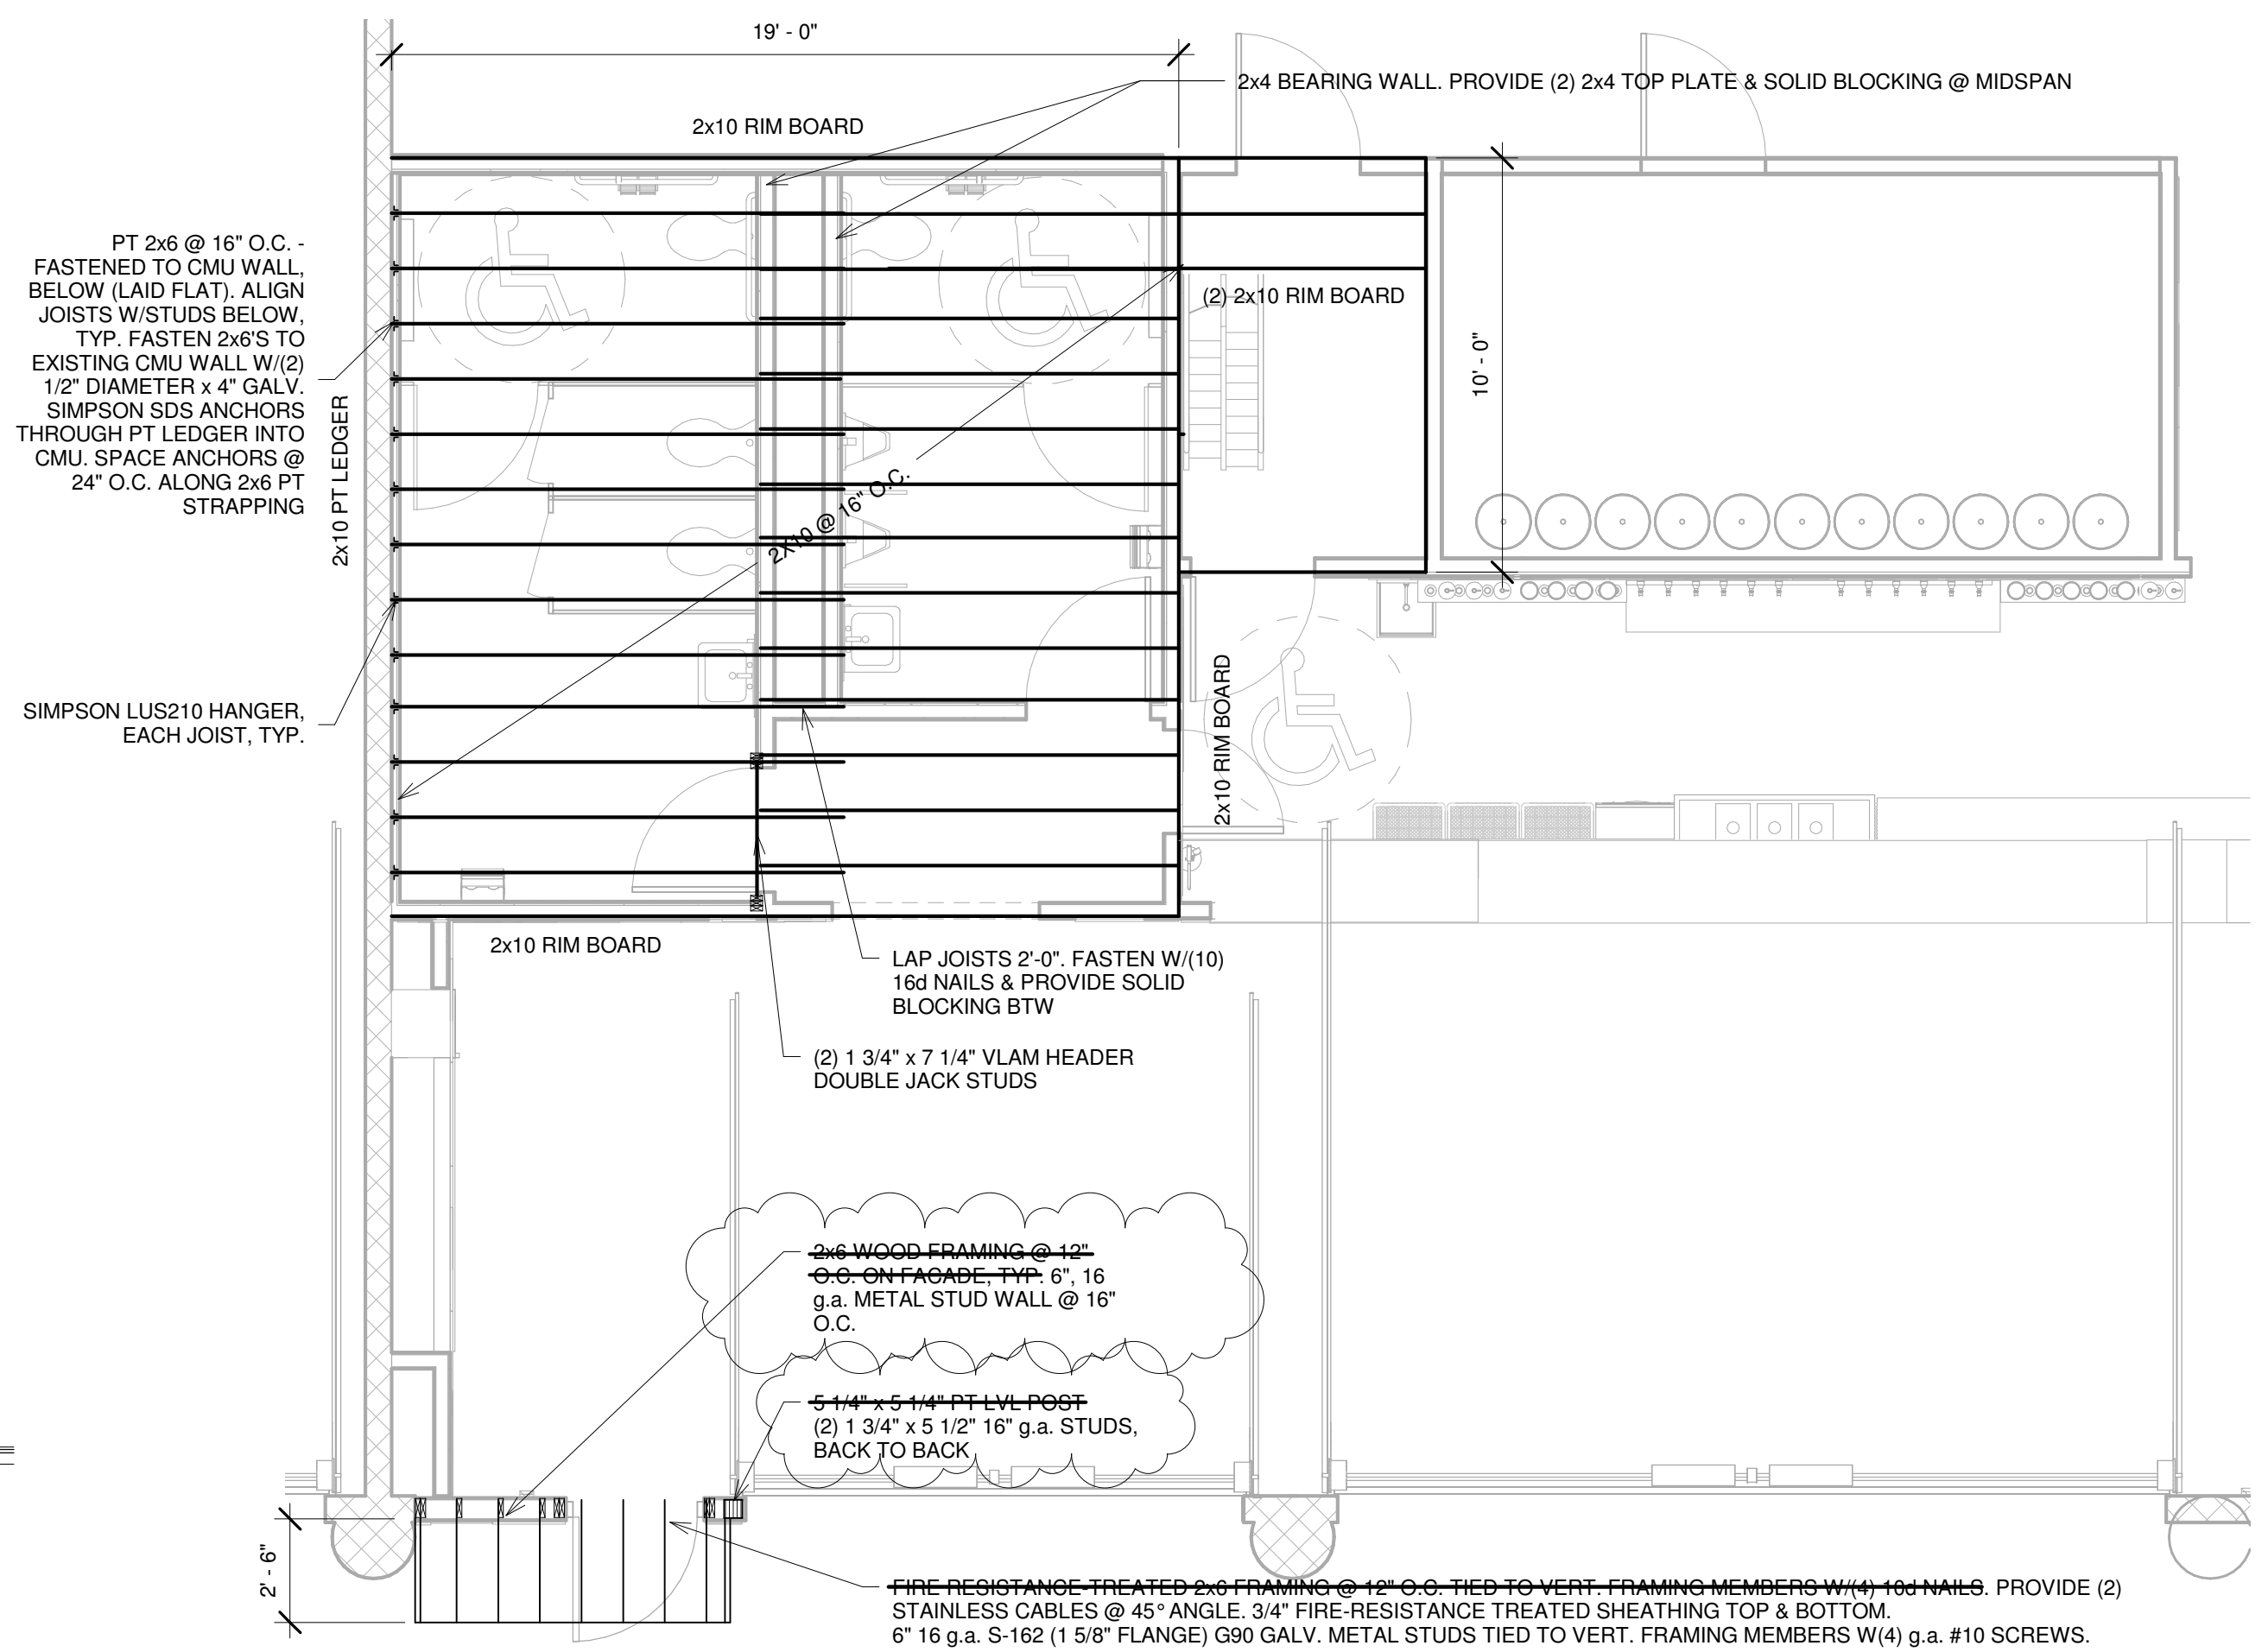 19' - 0"
2x4 BEARING WALL. PROVIDE (2) 2x4 TOP PLATE & SOLID BLOCKING @ MIDSPAN
2x10 RIM BOARD
PT 2x6 @ 16" O.C. -
FASTENED TO CMU WALL,
BELOW (LAID FLAT). ALIGN
JOISTS W/STUDS BELOW,
TYP. FASTEN 2x6'S TO
EXISTING CMU WALL W/(2)
1/2" DIAMETER x 4" GALV.
SIMPSON SDS ANCHORS
THROUGH PT LEDGER INTO
CMU. SPACE ANCHORS @
24" O.C. ALONG 2x6 PT
STRAPPING
2x10 PT LEDGER
(2) 2x10 RIM BOARD
10' - 0"
2X10 @ 16" O.C.
SIMPSON LUS210 HANGER,
EACH JOIST, TYP.
2x10 RIM BOARD
2x10 RIM BOARD
LAP JOISTS 2'-0". FASTEN W/(10)
16d NAILS & PROVIDE SOLID
BLOCKING BTW
(2) 1 3/4" x 7 1/4" VLAM HEADER
DOUBLE JACK STUDS
2x6 WOOD FRAMING @ 12"
O.C. ON FACADE, TYP. 6", 16
g.a. METAL STUD WALL @ 16"
O.C.
5 1/4" x 5 1/4" PT LVL POST
(2) 1 3/4" x 5 1/2" 16" g.a. STUDS,
BACK TO BACK
2' - 6"
FIRE RESISTANCE-TREATED 2x6 FRAMING @ 12" O.C. TIED TO VERT. FRAMING MEMBERS W/(4) 10d NAILS. PROVIDE (2)
STAINLESS CABLES @ 45° ANGLE. 3/4" FIRE-RESISTANCE TREATED SHEATHING TOP & BOTTOM.
6" 16 g.a. S-162 (1 5/8" FLANGE) G90 GALV. METAL STUDS TIED TO VERT. FRAMING MEMBERS W(4) g.a. #10 SCREWS.